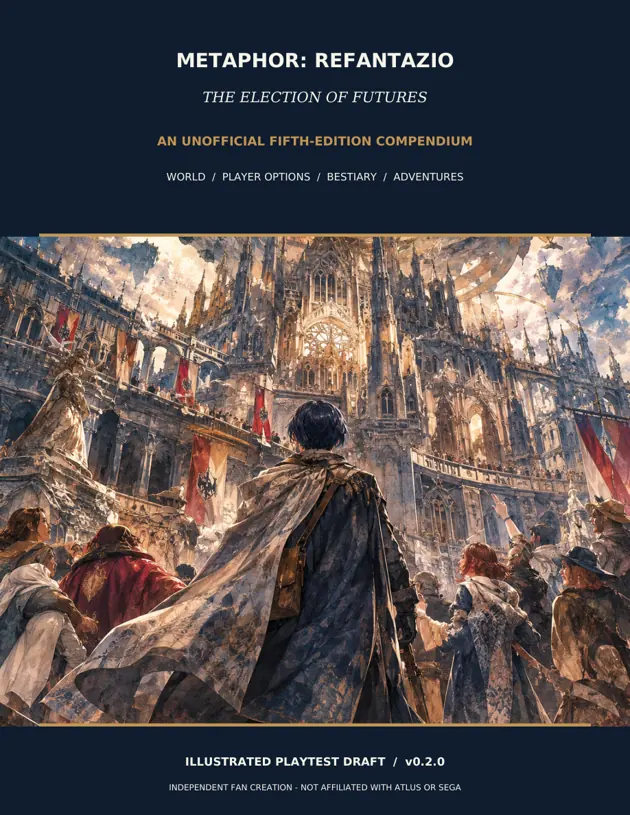 METAPHOR: REFANTAZIO
THE ELECTION OF FUTURES
AN UNOFFICIAL FIFTH-EDITION COMPENDIUM
WORLD / PLAYER OPTIONS / BESTIARY / ADVENTURES
ILLUSTRATED PLAYTEST DRAFT / v0.2.0
INDEPENDENT FAN CREATION - NOT AFFILIATED WITH ATLUS OR SEGA